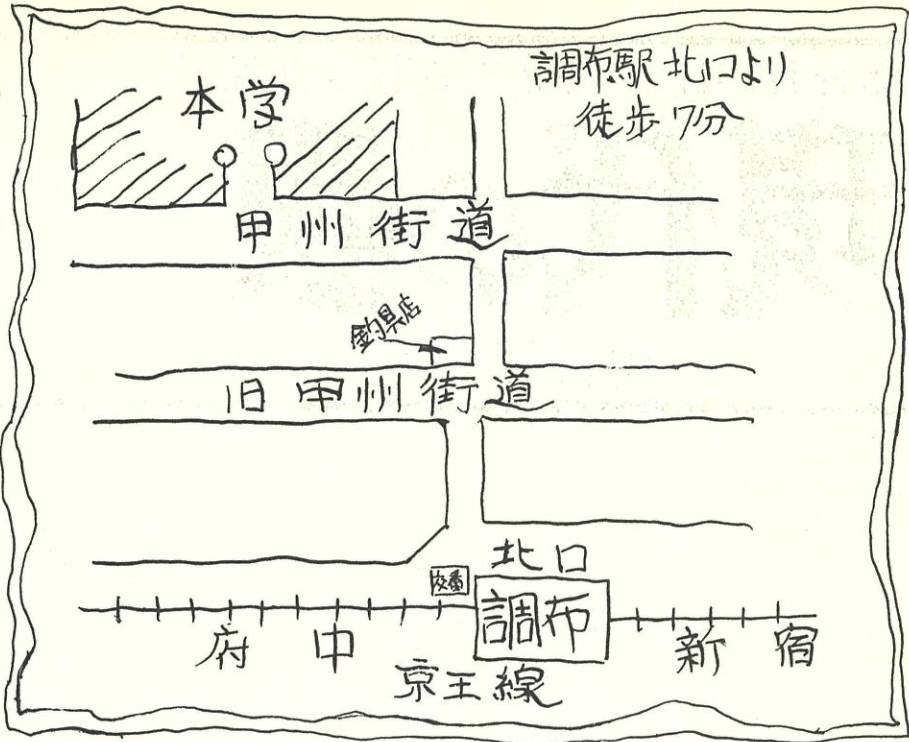 調布駅北口より
徒歩7分
本学
甲州街道
釣具店
旧甲州街道
北口
交番
調布
府中
新宿
京王線